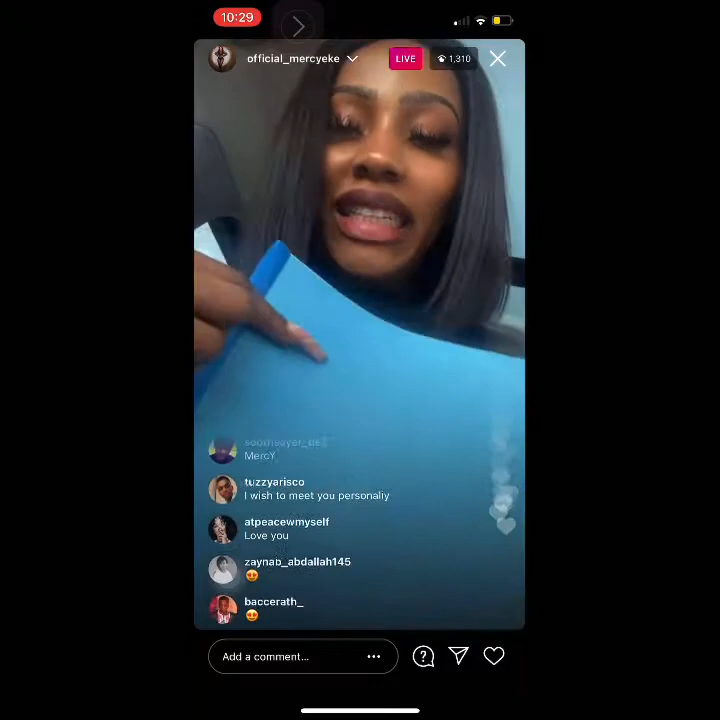 10:29
official_mercyeke
LIVE
1,310
MercY
tuzzyarisco
I wish to meet you personaliy
atpeacewmyself
Love you
zaynab_abdallah145
😍
baccerath_
😍
Add a comment...